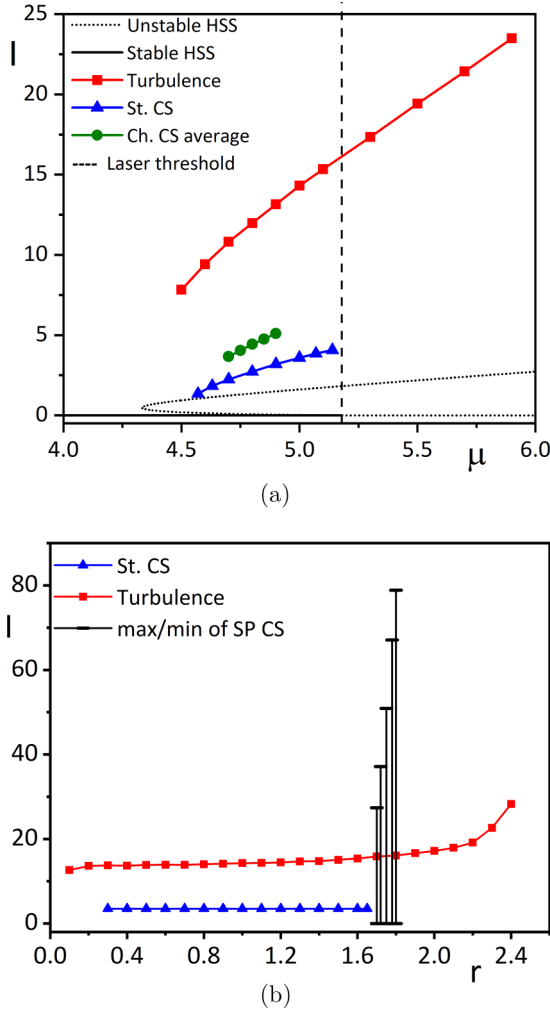 25
I
20
15
10
5
0
Unstable HSS
Stable HSS
Turbulence
St. CS
Ch. CS average
Laser threshold
4.0 4.5 5.0 5.5 6.0
μ
(a)
80
I
60
40
20
0
St. CS
Turbulence
max/min of SP CS
0.0 0.4 0.8 1.2 1.6 2.0 2.4
r
(b)